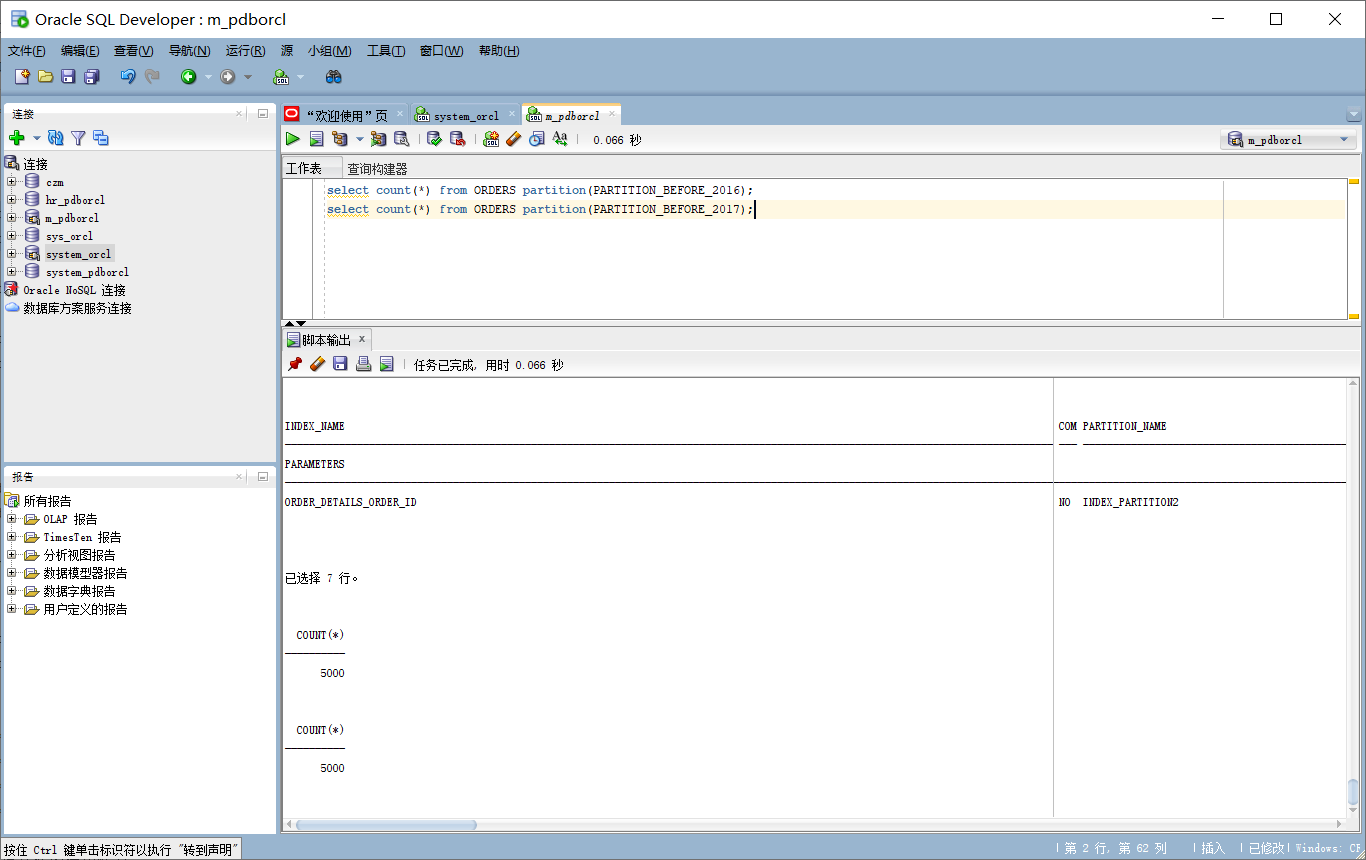 Oracle SQL Developer : m_pdborcl
文件(F) 编辑(E) 查看(V) 导航(N) 运行(R) 源 小组(M) 工具(T) 窗口(W) 帮助(H)
连接
连接
czm
hr_pdborcl
m_pdborcl
sys_orcl
system_orcl
system_pdborcl
Oracle NoSQL 连接
数据库方案服务连接
报告
所有报告
OLAP 报告
TimesTen 报告
分析视图报告
数据模型器报告
数据字典报告
用户定义的报告
“欢迎使用”页 system_orcl m_pdborcl
0.066 秒 m_pdborcl
工作表 查询构建器
select count(*) from ORDERS partition(PARTITION_BEFORE_2016);
select count(*) from ORDERS partition(PARTITION_BEFORE_2017);
脚本输出
任务已完成, 用时 0.066 秒
INDEX_NAME COM PARTITION_NAME
PARAMETERS
ORDER_DETAILS_ORDER_ID NO INDEX_PARTITION2
已选择 7 行。
COUNT(*)
5000
COUNT(*)
5000
按住 Ctrl 键单击标识符以执行 "转到声明" 第 2 行, 第 62 列 插入 已修改 Windows: